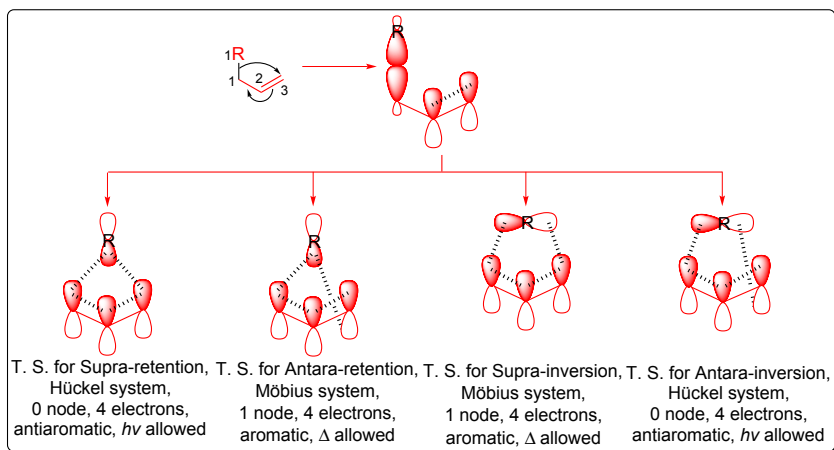 R
1R
1
2
3
R
R
R
R
T. S. for Supra-retention,
Hückel system,
0 node, 4 electrons,
antiaromatic, hv allowed
T. S. for Antara-retention,
Möbius system,
1 node, 4 electrons,
aromatic, Δ allowed
T. S. for Supra-inversion,
Möbius system,
1 node, 4 electrons,
aromatic, Δ allowed
T. S. for Antara-inversion,
Hückel system,
0 node, 4 electrons,
antiaromatic, hv allowed